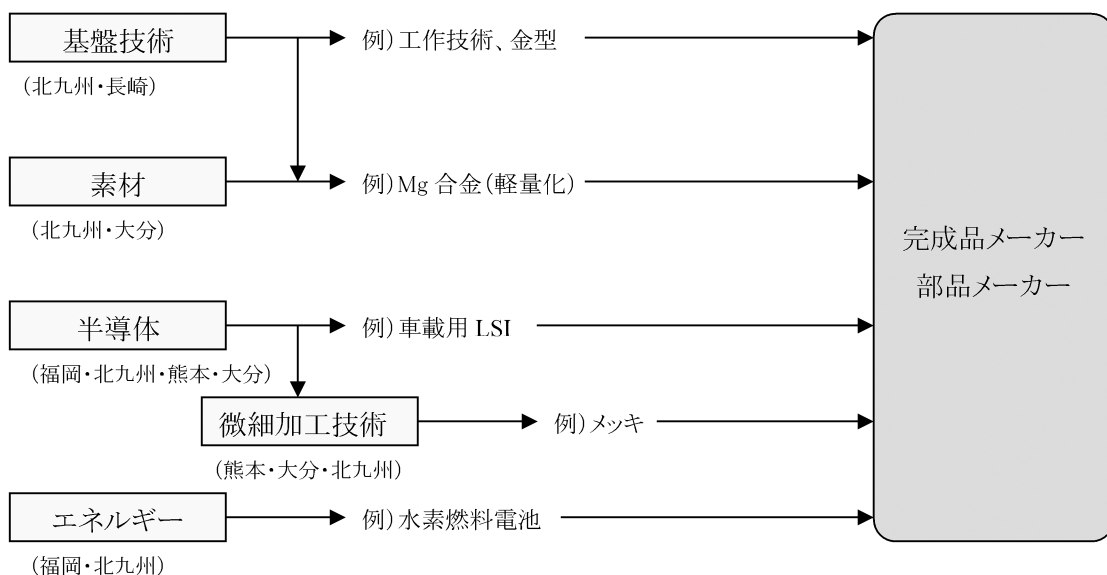 基盤技術
例)工作技術、金型
(北九州・長崎)
素材
例)Mg 合金(軽量化)
(北九州・大分)
完成品メーカー
部品メーカー
半導体
例)車載用 LSI
(福岡・北九州・熊本・大分)
微細加工技術
例)メッキ
(熊本・大分・北九州)
エネルギー
例)水素燃料電池
(福岡・北九州)